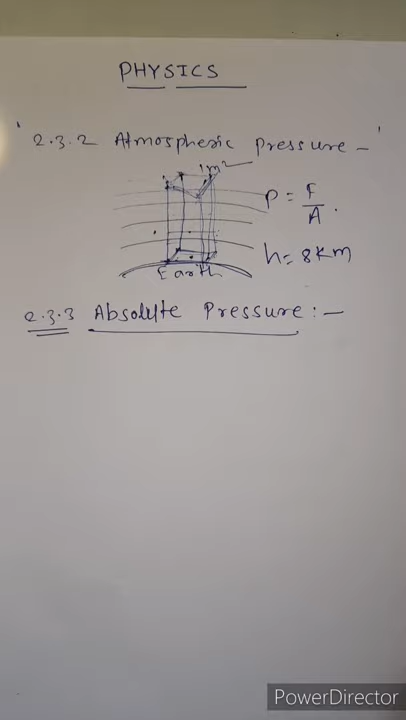 PHYSICS
2.3.2 Atmospheric Pressure -
1m²
P = F/A.
h = 8km
Earth
2.3.3 Absolute Pressure :-
PowerDirector